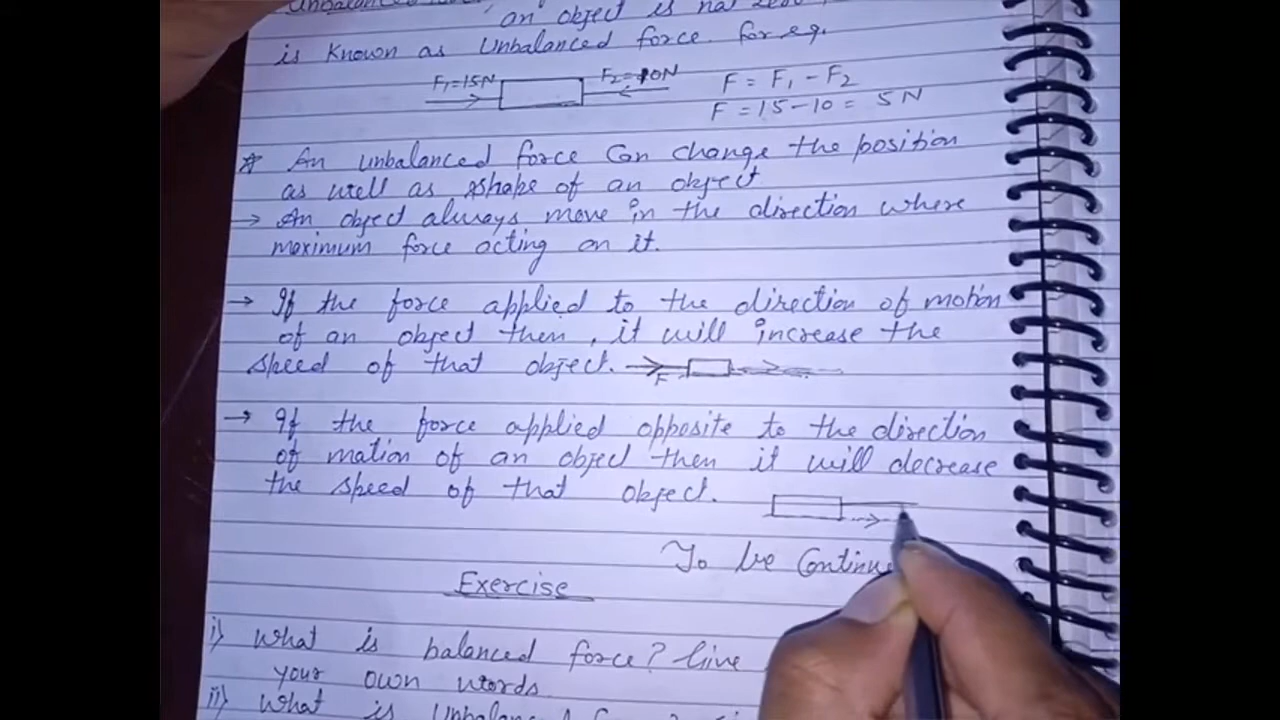 Unbalanced
an object is not zero
is Known as Unbalanced force. for eg.
F₁=15N F₂=10N F = F₁ - F₂
F = 15-10 = 5 N
* An unbalanced force Can change the position
as well as shape of an object
→ An object always move in the direction where
maximum force acting on it.
→ If the force applied to the direction of motion
of an object then, it will increase the
speed of that object.
F
→ If the force applied opposite to the direction
of mation of an object then it will decrease
the speed of that object.
To be Continue
Exercise
i) What is balanced force? Give
your own words.
ii) What is